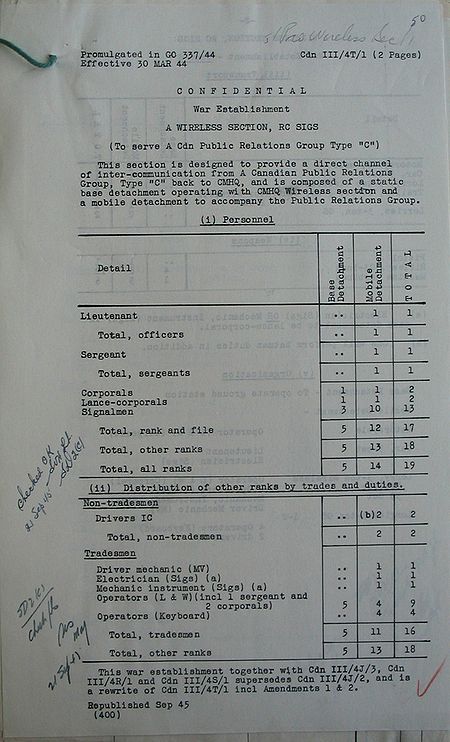 50
Pro Wireless Sec
Promulgated in GO 337/44 Cdn III/4T/1 (2 Pages)
Effective 30 MAR 44
CONFIDENTIAL
War Establishment
A WIRELESS SECTION, RC SIGS
(To serve A Cdn Public Relations Group Type "C")
This section is designed to provide a direct channel
of inter-communication from A Canadian Public Relations
Group, Type "C" back to CMHQ, and is composed of a static
base detachment operating with CMHQ Wireless section and
a mobile detachment to accompany the Public Relations Group.
(i) Personnel
Detail Base Detachment Mobile Detachment TOTAL
Lieutenant .. 1 1
Total, officers .. 1 1
Sergeant .. 1 1
Total, sergeants .. 1 1
Corporals 1 1 2
Lance-corporals 1 1 2
Signalmen 3 10 13
Total, rank and file 5 12 17
Total, other ranks 5 13 18
Total, all ranks 5 14 19
(ii) Distribution of other ranks by trades and duties.
Non-tradesmen
Drivers IC .. (b)2 2
Total, non-tradesmen .. 2 2
Tradesmen
Driver mechanic (MV) .. 1 1
Electrician (Sigs) (a) .. 1 1
Mechanic instrument (Sigs) (a) .. 1 1
Operators (L & W)(incl 1 sergeant and
2 corporals) 5 4 9
Operators (Keyboard) .. 4 4
Total, tradesmen 5 11 16
Total, other ranks 5 13 18
This war establishment together with Cdn III/4J/3, Cdn
III/4R/1 and Cdn III/4S/1 supersedes Cdn III/4J/2, and is
a rewrite of Cdn III/4T/1 incl Amendments 1 & 2.
Republished Sep 45
(400)
Checked OK
21 Sep 45
SD2(c)
21 Sep